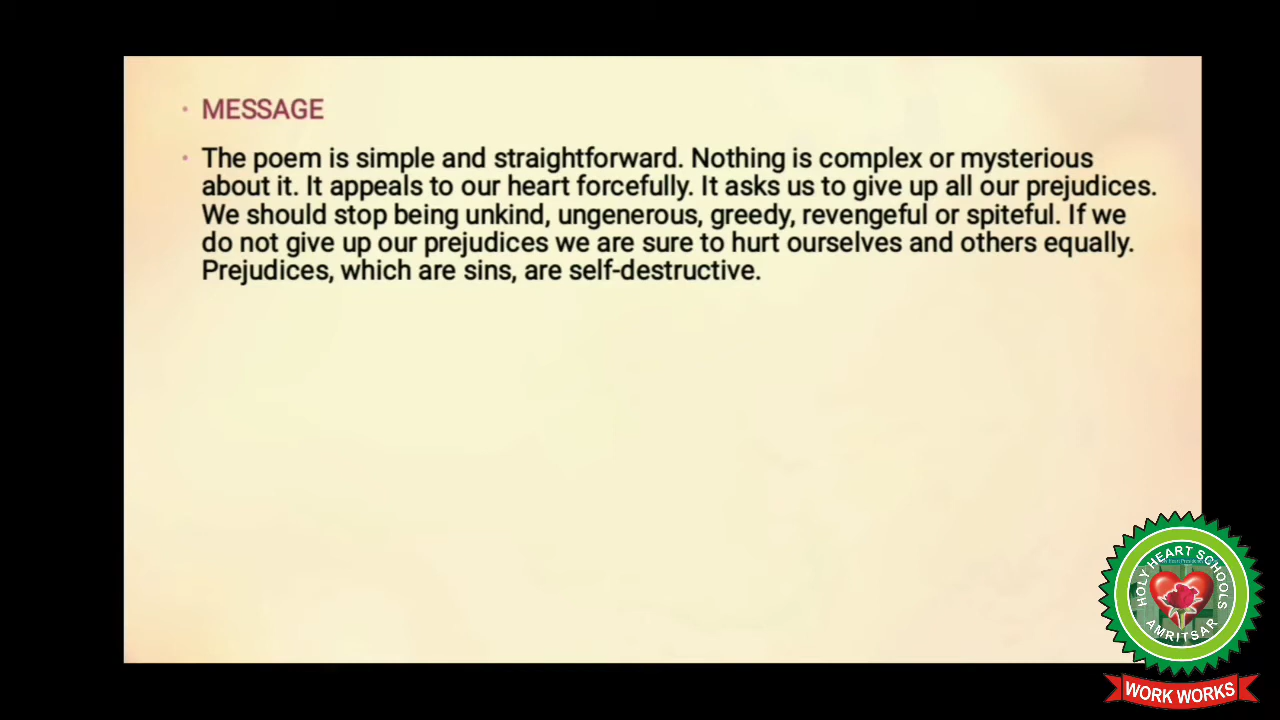 MESSAGE
The poem is simple and straightforward. Nothing is complex or mysterious
about it. It appeals to our heart forcefully. It asks us to give up all our prejudices.
We should stop being unkind, ungenerous, greedy, revengeful or spiteful. If we
do not give up our prejudices we are sure to hurt ourselves and others equally.
Prejudices, which are sins, are self-destructive.
HOLY HEART SCHOOLS
AMRITSAR
WORK WORKS